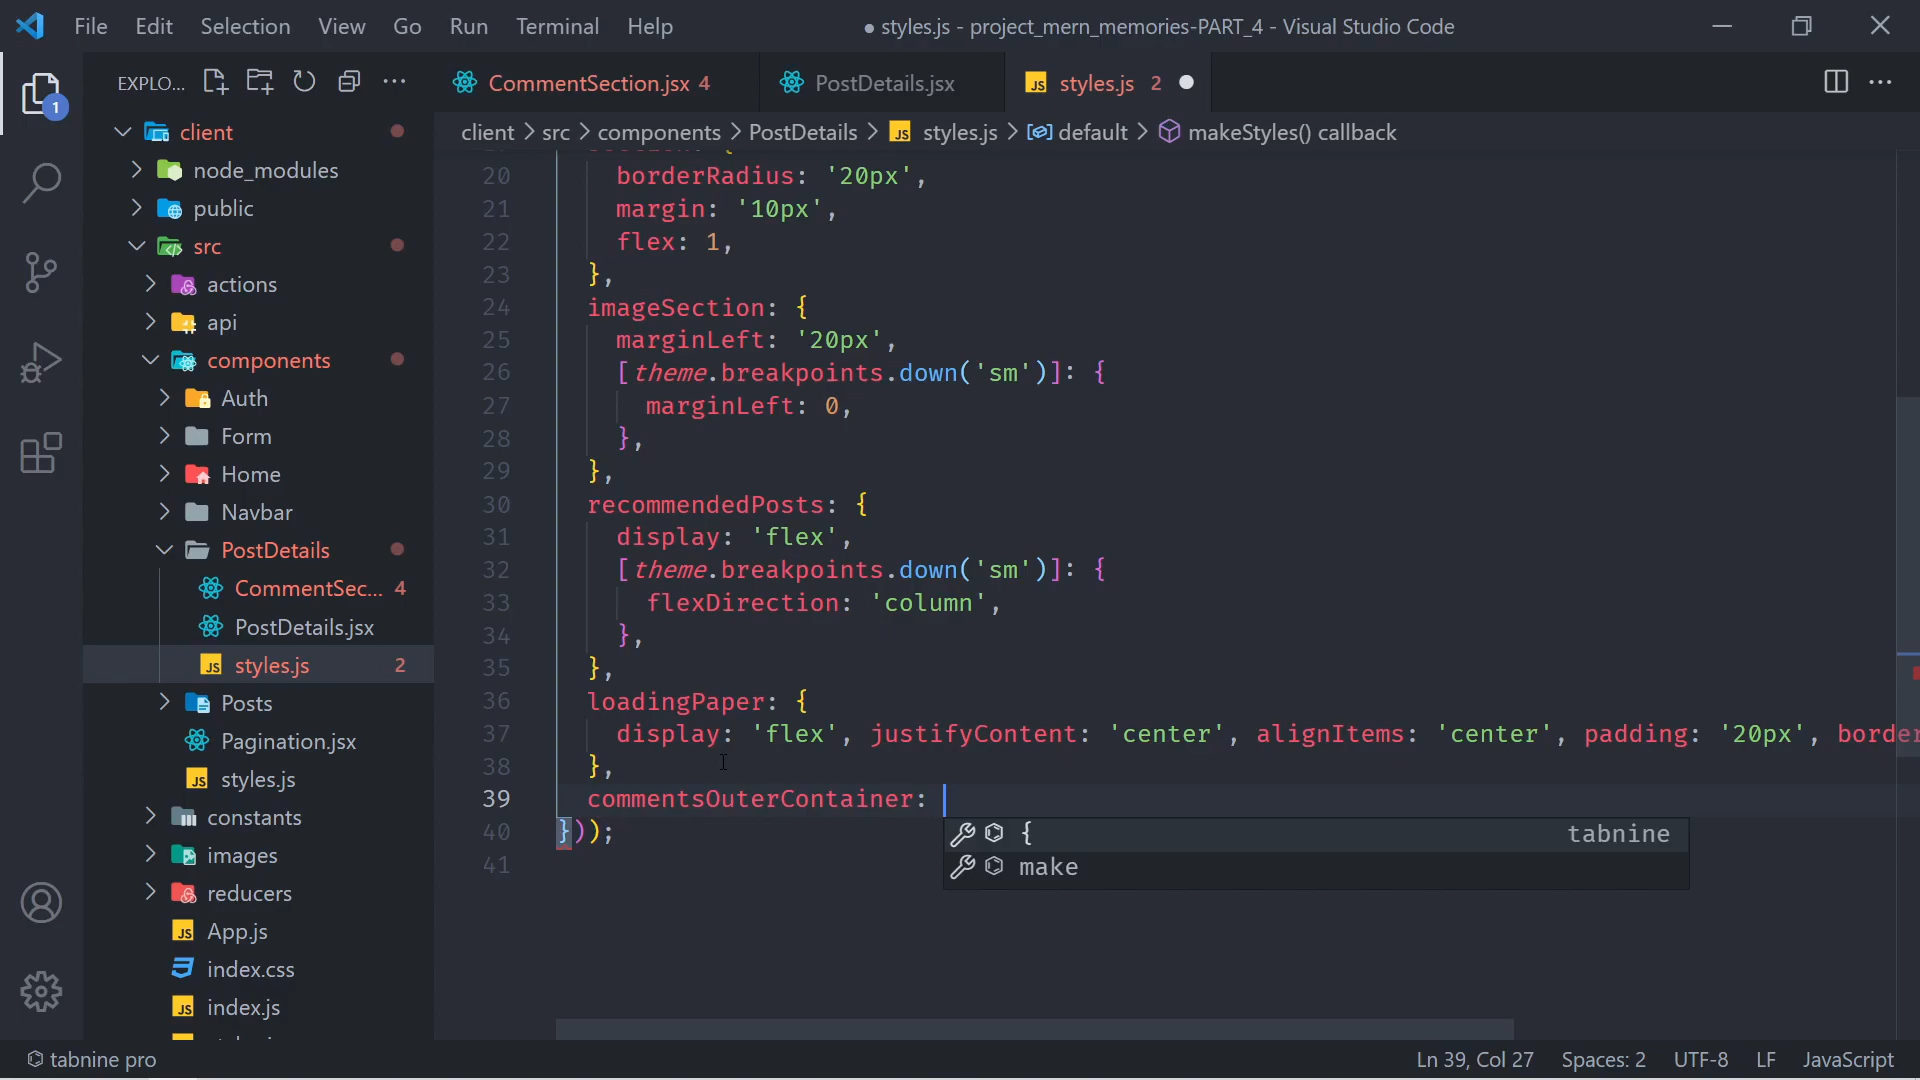 File Edit Selection View Go Run Terminal Help
● styles.js - project_mern_memories-PART_4 - Visual Studio Code
EXPLO...
CommentSection.jsx 4
PostDetails.jsx
JS styles.js 2
client > src > components > PostDetails > JS styles.js > default > makeStyles() callback
1
client
node_modules
public
src
actions
api
components
Auth
Form
Home
Navbar
PostDetails
CommentSec... 4
PostDetails.jsx
JS styles.js 2
Posts
Pagination.jsx
JS styles.js
constants
images
reducers
JS App.js
index.css
JS index.js
20 borderRadius: '20px',
21 margin: '10px',
22 flex: 1,
23 },
24 imageSection: {
25 marginLeft: '20px',
26 [theme.breakpoints.down('sm')]: {
27 marginLeft: 0,
28 },
29 },
30 recommendedPosts: {
31 display: 'flex',
32 [theme.breakpoints.down('sm')]: {
33 flexDirection: 'column',
34 },
35 },
36 loadingPaper: {
37 display: 'flex', justifyContent: 'center', alignItems: 'center', padding: '20px', border
38 },
39 commentsOuterContainer:
40 }));
41
{ tabnine
make
tabnine pro
Ln 39, Col 27 Spaces: 2 UTF-8 LF JavaScript